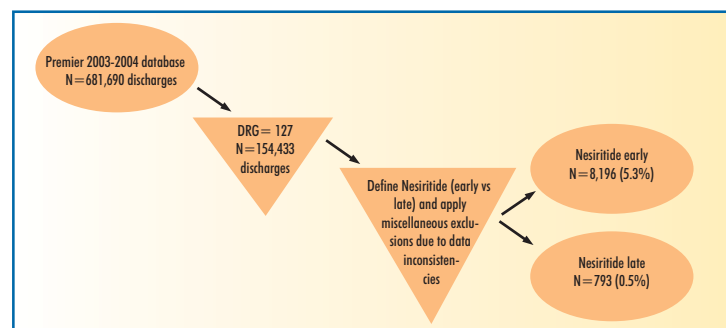 Premier 2003-2004 database
N=681,690 discharges
DRG= 127
N=154,433
discharges
Define Nesiritide (early vs
late) and apply
miscellaneous exclu-
sions due to data
inconsisten-
cies
Nesiritide early
N=8,196 (5.3%)
Nesiritide late
N=793 (0.5%)